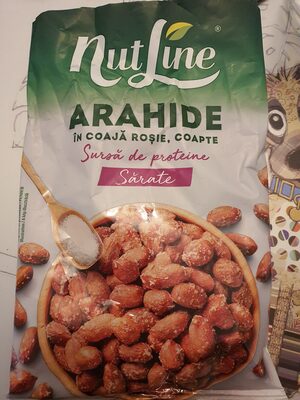 NutLine®
ARAHIDE
ÎN COAJĂ ROȘIE, COAPTE
Sursă de proteine
Sărate